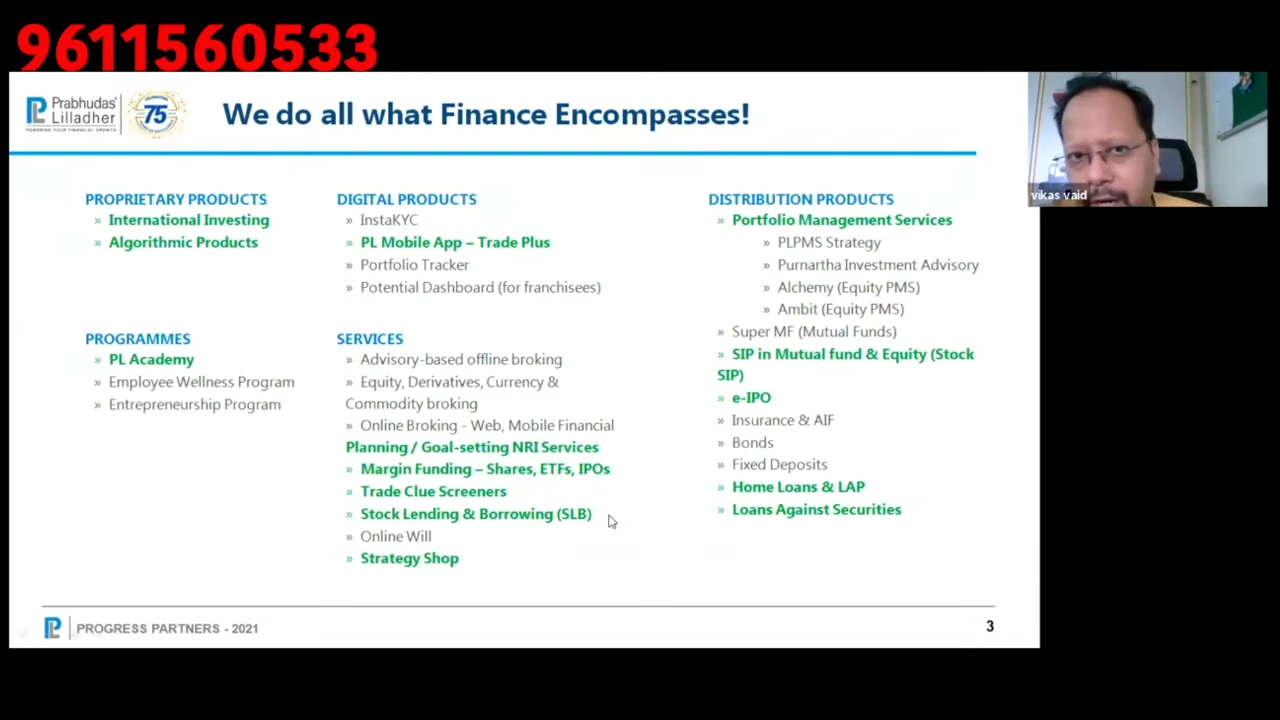 9611560533
Prabhudas
Lilladher
POWERING YOUR FINANCIAL GROWTH
75
We do all what Finance Encompasses!
vikas vaid
PROPRIETARY PRODUCTS
» International Investing
» Algorithmic Products
DIGITAL PRODUCTS
» InstaKYC
» PL Mobile App – Trade Plus
» Portfolio Tracker
» Potential Dashboard (for franchisees)
DISTRIBUTION PRODUCTS
» Portfolio Management Services
» PLPMS Strategy
» Purnartha Investment Advisory
» Alchemy (Equity PMS)
» Ambit (Equity PMS)
» Super MF (Mutual Funds)
» SIP in Mutual fund & Equity (Stock
SIP)
» e-IPO
» Insurance & AIF
» Bonds
» Fixed Deposits
» Home Loans & LAP
» Loans Against Securities
PROGRAMMES
» PL Academy
» Employee Wellness Program
» Entrepreneurship Program
SERVICES
» Advisory-based offline broking
» Equity, Derivatives, Currency &
Commodity broking
» Online Broking - Web, Mobile Financial
Planning / Goal-setting NRI Services
» Margin Funding – Shares, ETFs, IPOs
» Trade Clue Screeners
» Stock Lending & Borrowing (SLB)
» Online Will
» Strategy Shop
PROGRESS PARTNERS - 2021
3